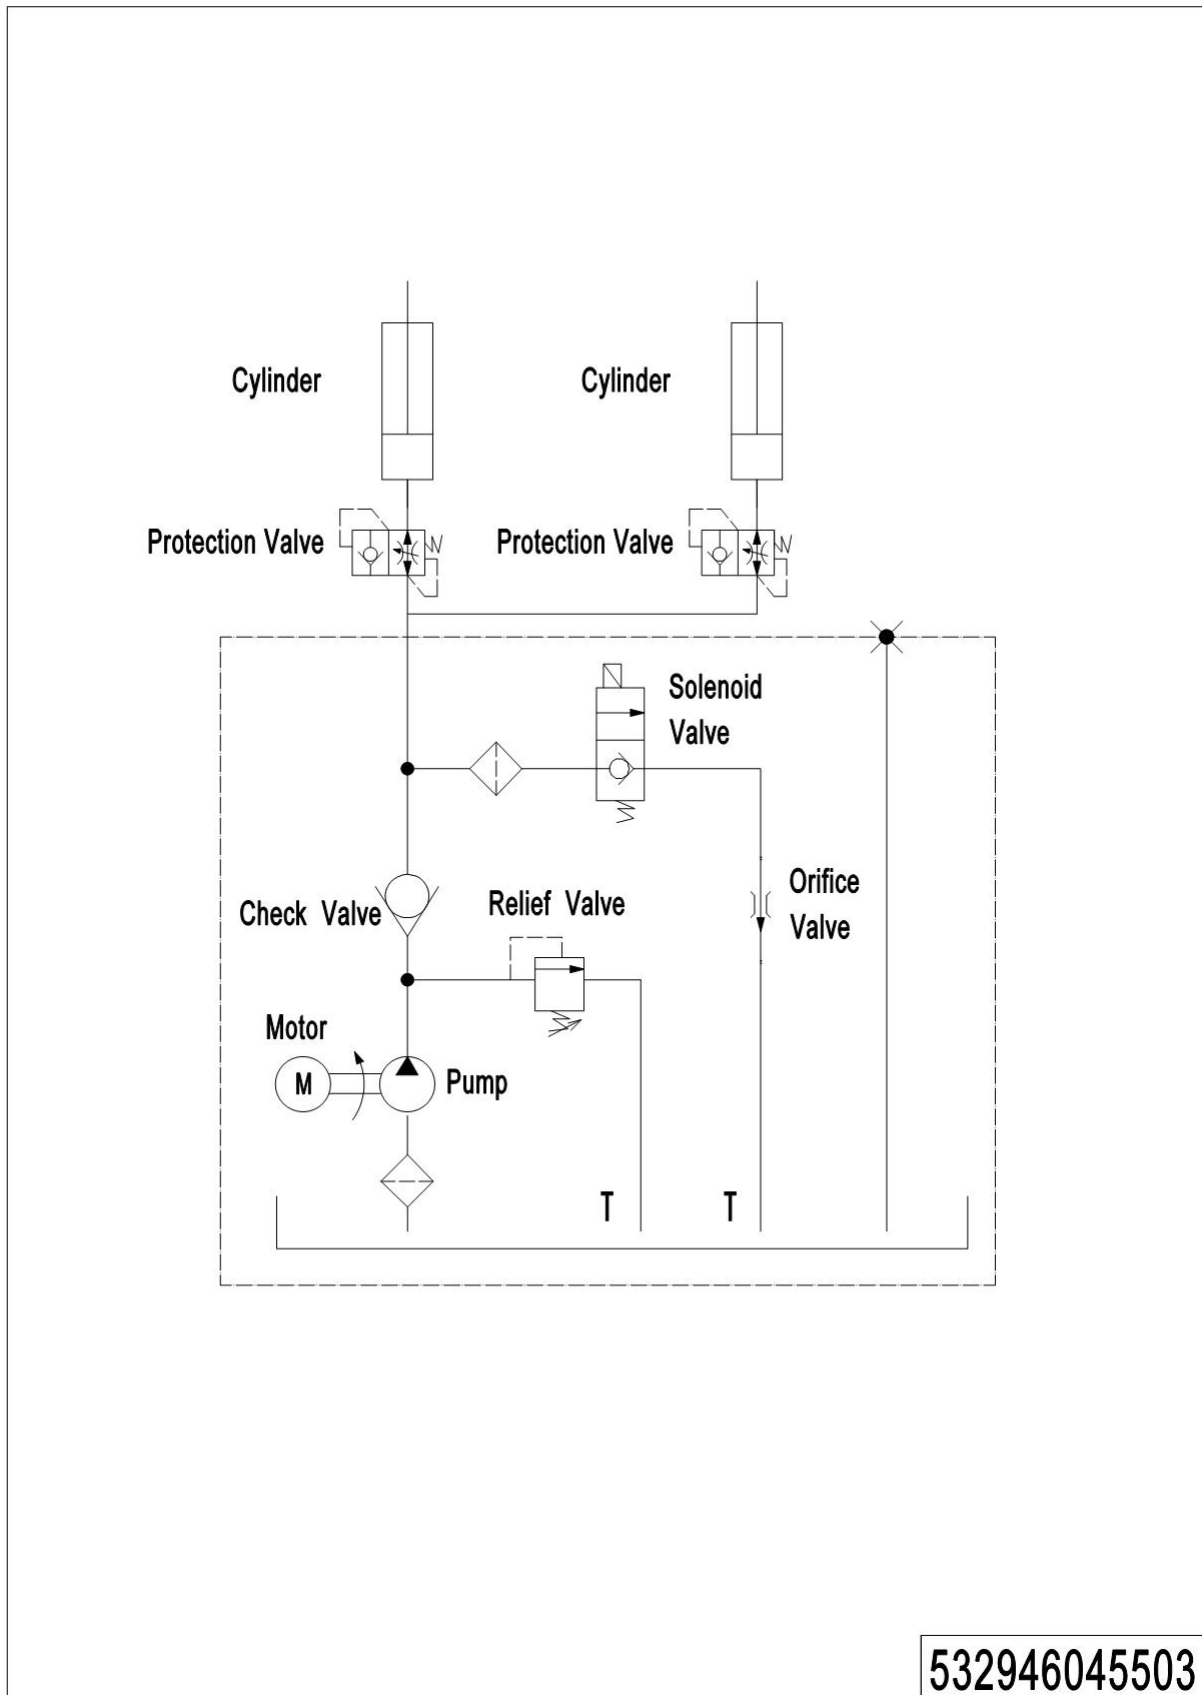 Cylinder
Cylinder
Protection Valve
Protection Valve
Solenoid
Valve
Orifice
Valve
Relief Valve
Check Valve
Motor
M
Pump
T
T
532946045503